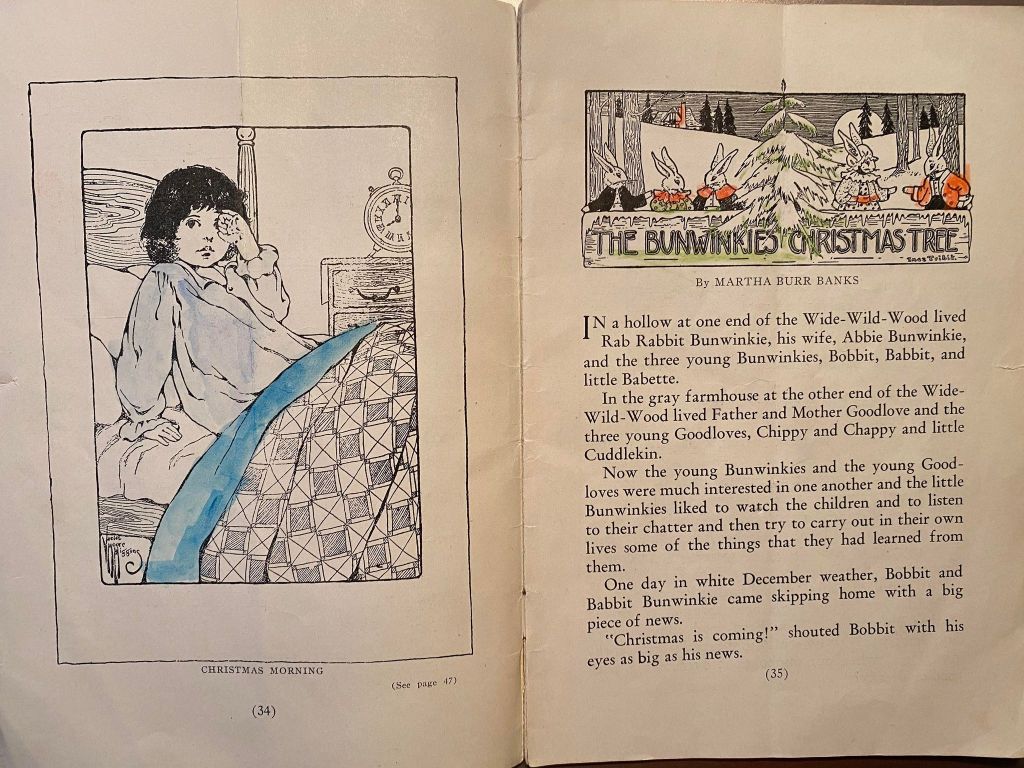 CHRISTMAS MORNING
(See page 47)
(34)
THE BUNWINKIES CHRISTMAS TREE
By MARTHA BURR BANKS
IN a hollow at one end of the Wide-Wild-Wood lived
Rab Rabbit Bunwinkie, his wife, Abbie Bunwinkie,
and the three young Bunwinkies, Bobbit, Babbit, and
little Babette.
In the gray farmhouse at the other end of the Wide-
Wild-Wood lived Father and Mother Goodlove and the
three young Goodloves, Chippy and Chappy and little
Cuddlekin.
Now the young Bunwinkies and the young Good-
loves were much interested in one another and the little
Bunwinkies liked to watch the children and to listen
to their chatter and then try to carry out in their own
lives some of the things that they had learned from
them.
One day in white December weather, Bobbit and
Babbit Bunwinkie came skipping home with a big
piece of news.
"Christmas is coming!" shouted Bobbit with his
eyes as big as his news.
(35)